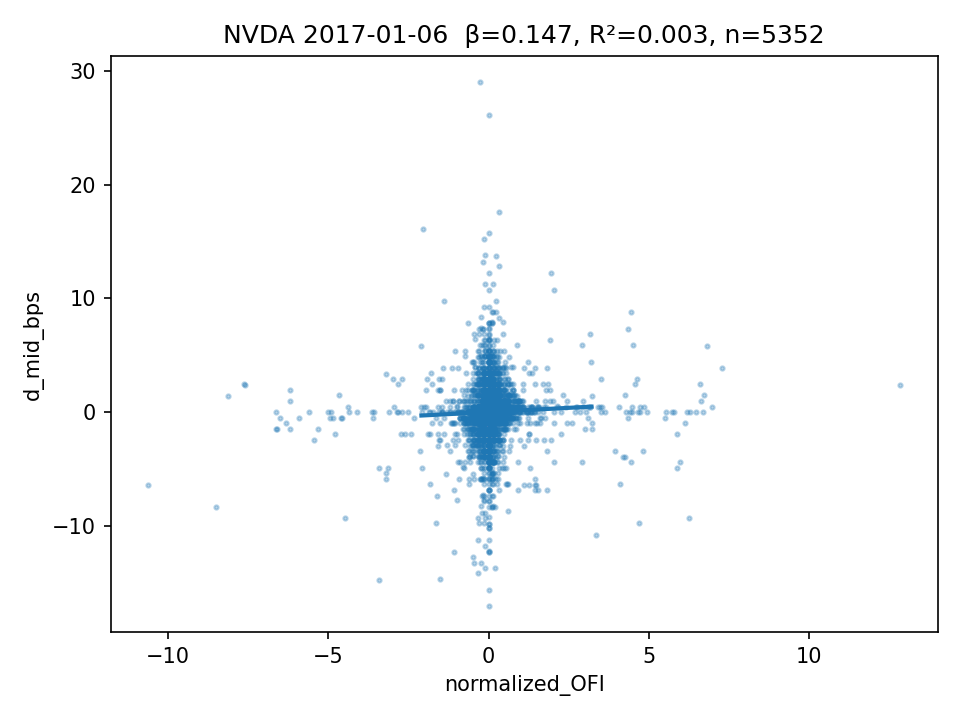 NVDA 2017-01-06 β=0.147, R²=0.003, n=5352
30
20
10
0
−10
d_mid_bps
−10 −5 0 5 10
normalized_OFI